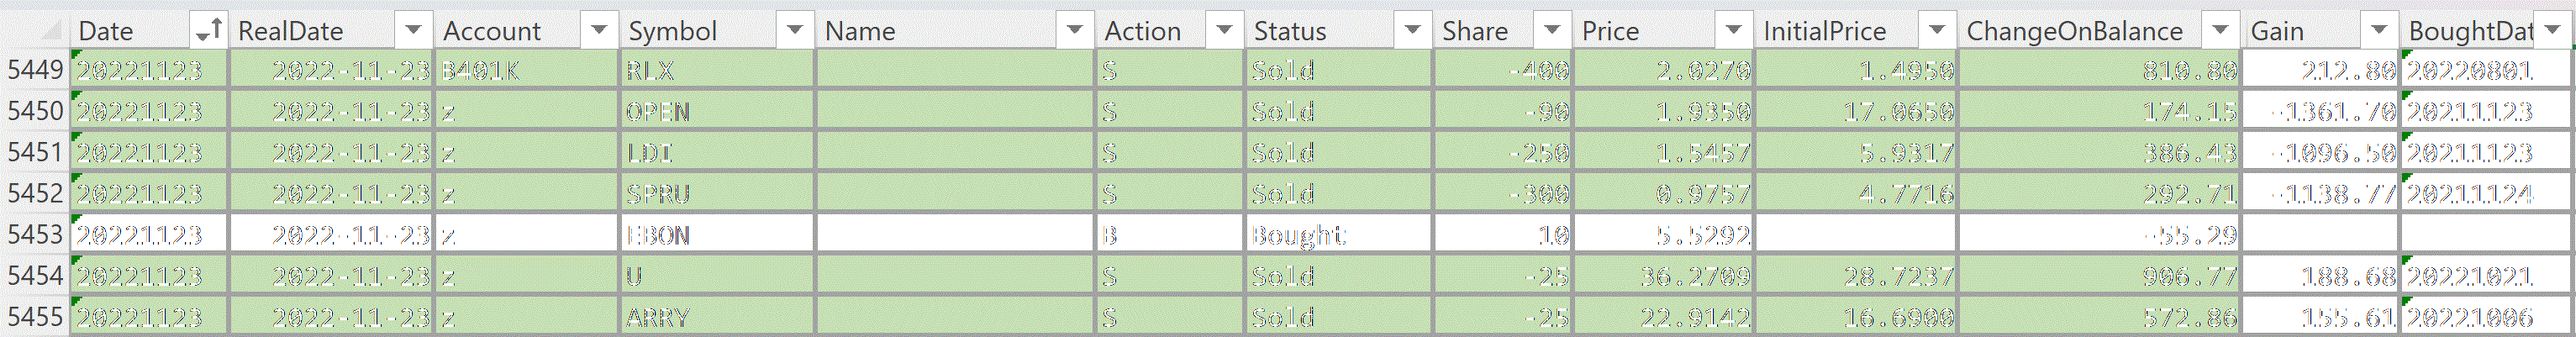 Date RealDate Account Symbol Name Action Status Share Price InitialPrice ChangeOnBalance Gain BoughtDat
5449 20221123 2022-11-23 B401K RLX S Sold -400 2.0270 1.4950 810.80 212.80 20220801
5450 20221123 2022-11-23 z OPEN S Sold -90 1.9350 17.0650 174.15 -1361.70 20211123
5451 20221123 2022-11-23 z LDI S Sold -250 1.5457 5.9317 386.43 -1096.50 20211123
5452 20221123 2022-11-23 z SPRU S Sold -300 0.9757 4.7716 292.71 -1138.77 20211124
5453 20221123 2022-11-23 z EBON B Bought 10 5.5292 -55.29
5454 20221123 2022-11-23 z U S Sold -25 36.2709 28.7237 906.77 188.68 20221021
5455 20221123 2022-11-23 z ARRY S Sold -25 22.9142 16.6900 572.86 155.61 20221006